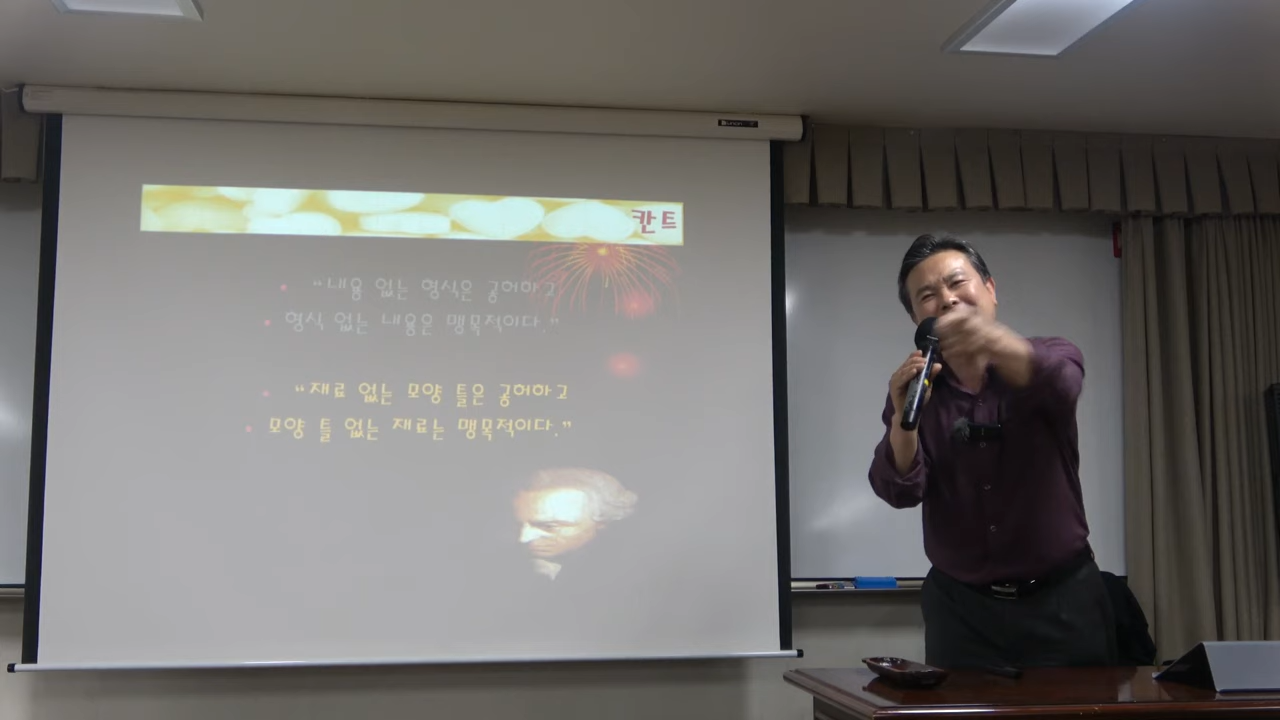 칸트
“내용 없는 형식은 공허하고
형식 없는 내용은 맹목적이다.”
“재료 없는 모양 틀은 공허하고
모양 틀 없는 재료는 맹목적이다.”